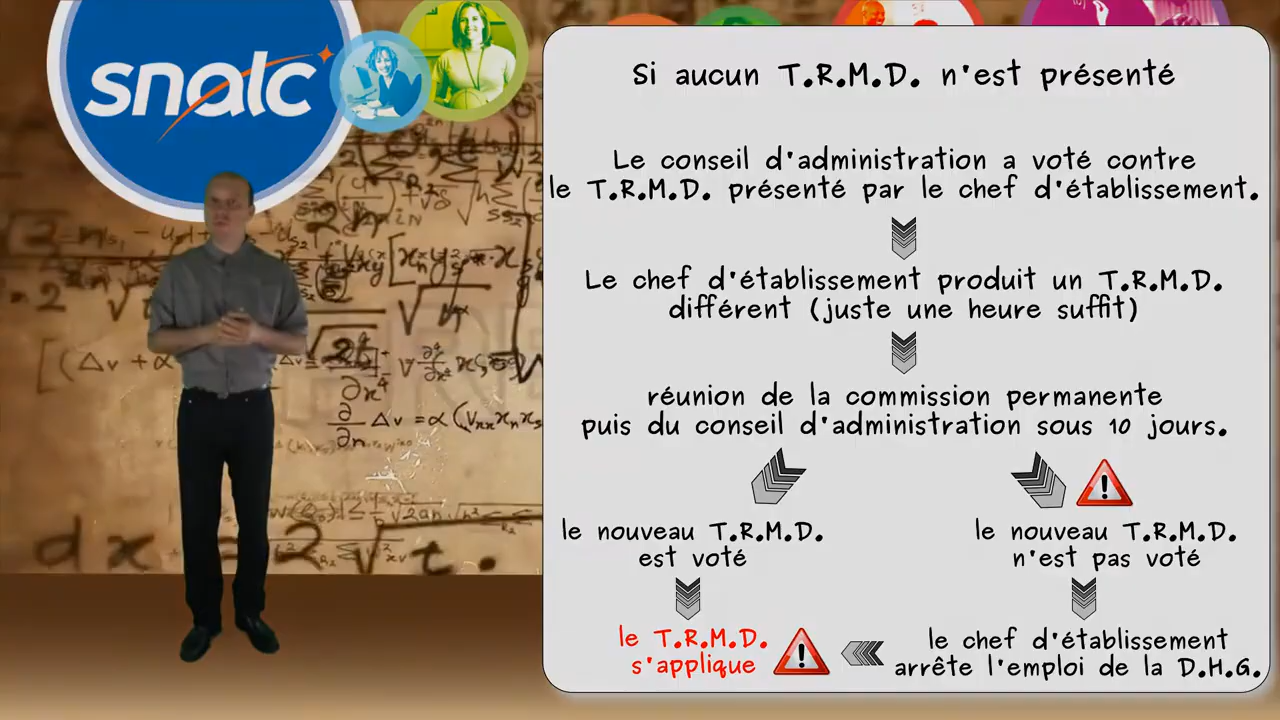 snalc
Si aucun T.R.M.D. n'est présenté
Le conseil d'administration a voté contre
le T.R.M.D. présenté par le chef d'établissement.
Le chef d'établissement produit un T.R.M.D.
différent (juste une heure suffit)
réunion de la commission permanente
puis du conseil d'administration sous 10 jours.
le nouveau T.R.M.D.
est voté
le nouveau T.R.M.D.
n'est pas voté
le T.R.M.D.
s'applique
le chef d'établissement
arrête l'emploi de la D.H.G.